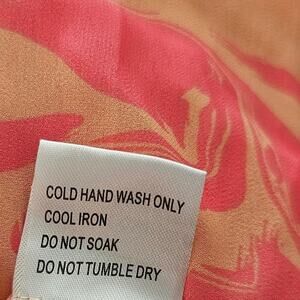 COLD HAND WASH ONLY
COOL IRON
DO NOT SOAK
DO NOT TUMBLE DRY